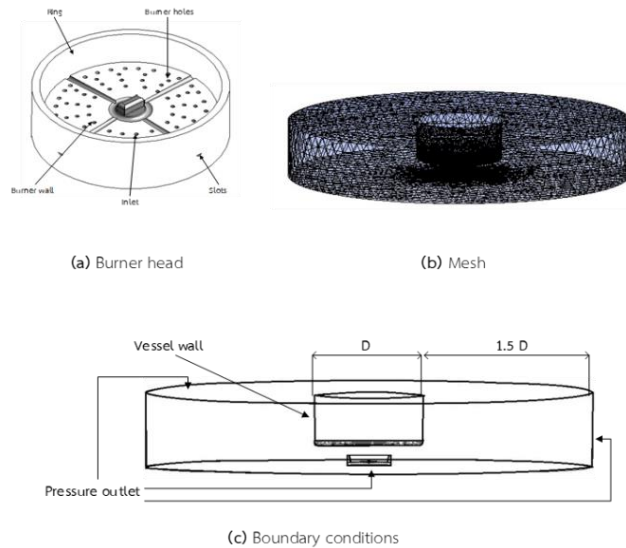 Ring
Burner holes
Burner wall
Inlet
Slots
(a) Burner head
(b) Mesh
Vessel wall
D
1.5 D
Pressure outlet
(c) Boundary conditions